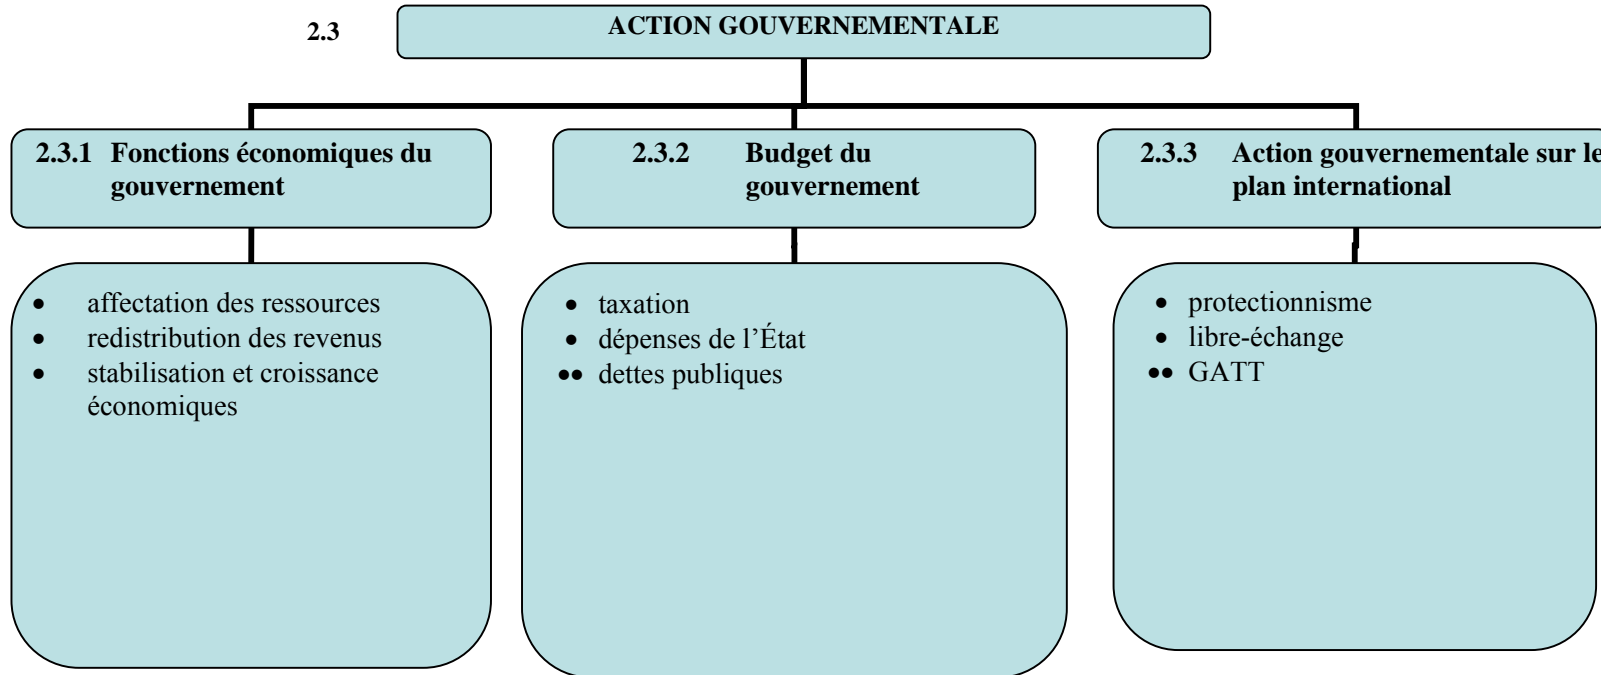 2.3 ACTION GOUVERNEMENTALE
2.3.1 Fonctions économiques du
gouvernement
2.3.2 Budget du
gouvernement
2.3.3 Action gouvernementale sur le
plan international
• affectation des ressources
• redistribution des revenus
• stabilisation et croissance
économiques
• taxation
• dépenses de l’État
•• dettes publiques
• protectionnisme
• libre-échange
•• GATT